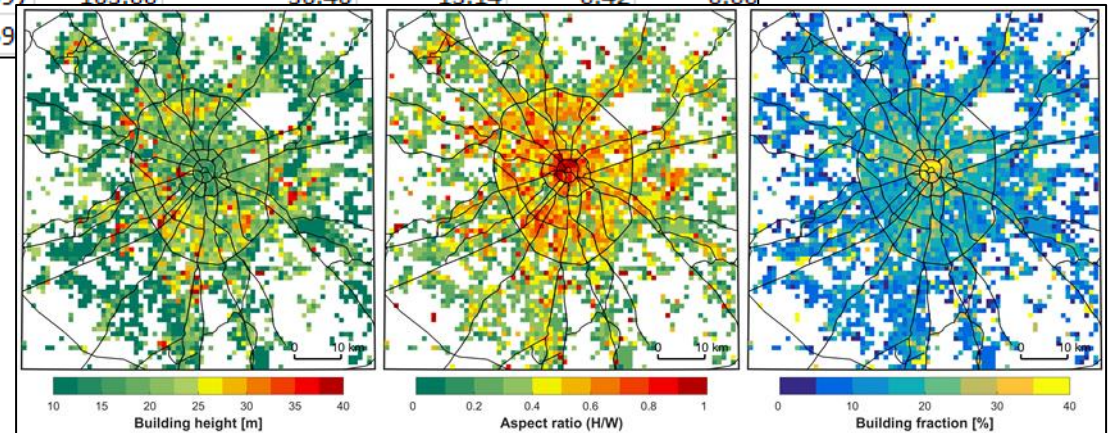 0 10 km
0 10 km
0 10 km
10 15 20 25 30 35 40
Building height [m]
0 0.2 0.4 0.6 0.8 1
Aspect ratio (H/W)
0 10 20 30 40
Building fraction [%]